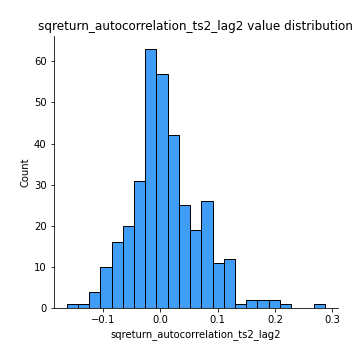 sqreturn_autocorrelation_ts2_lag2 value distribution
60
50
40
30
20
10
0
Count
−0.1 0.0 0.1 0.2 0.3
sqreturn_autocorrelation_ts2_lag2